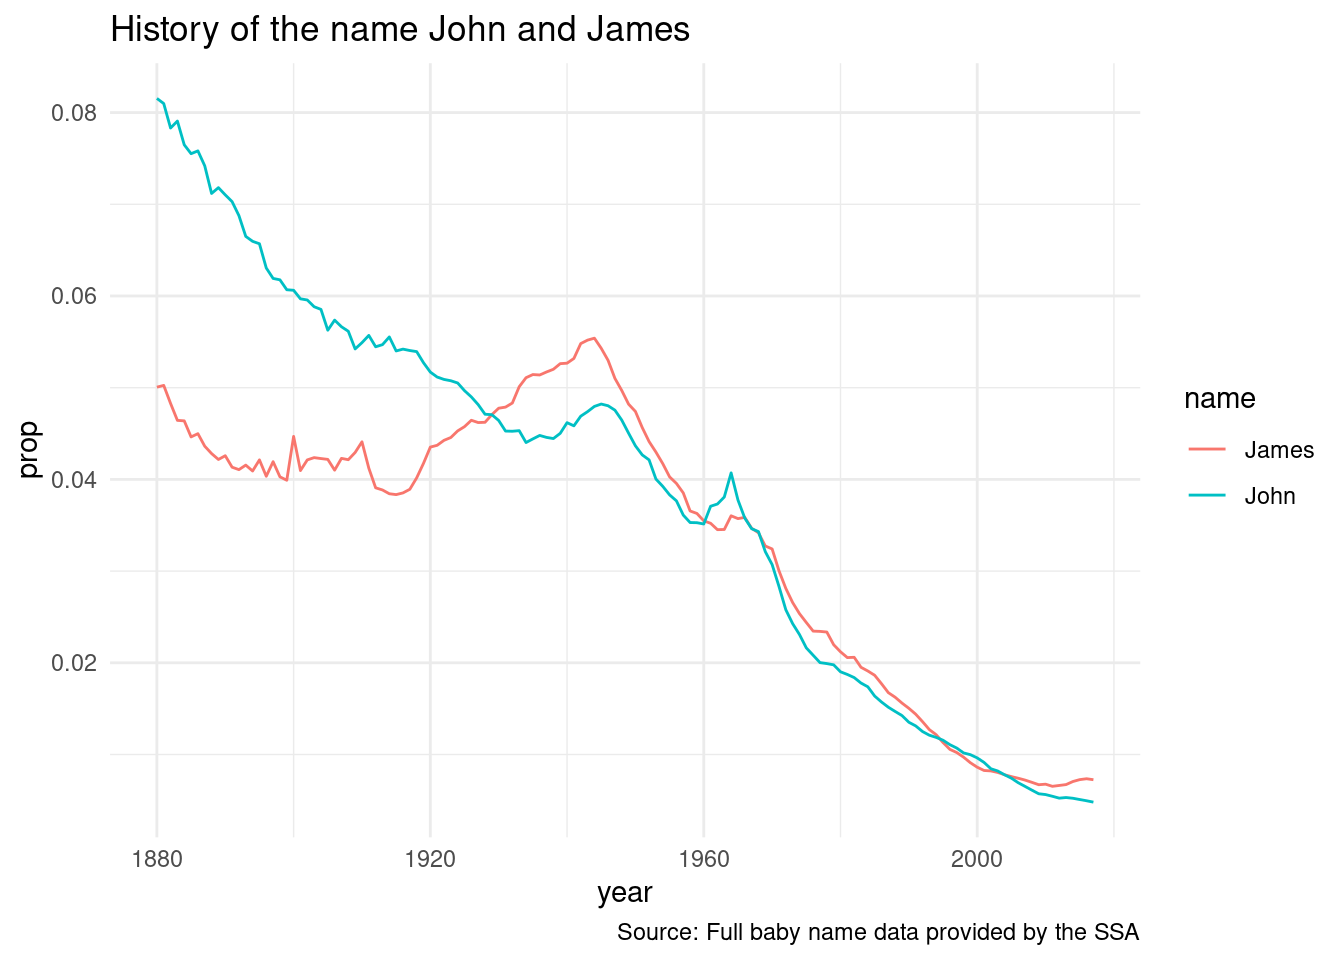 History of the name John and James
prop
0.08
0.06
0.04
0.02
1880
1920
1960
2000
year
name
James
John
Source: Full baby name data provided by the SSA